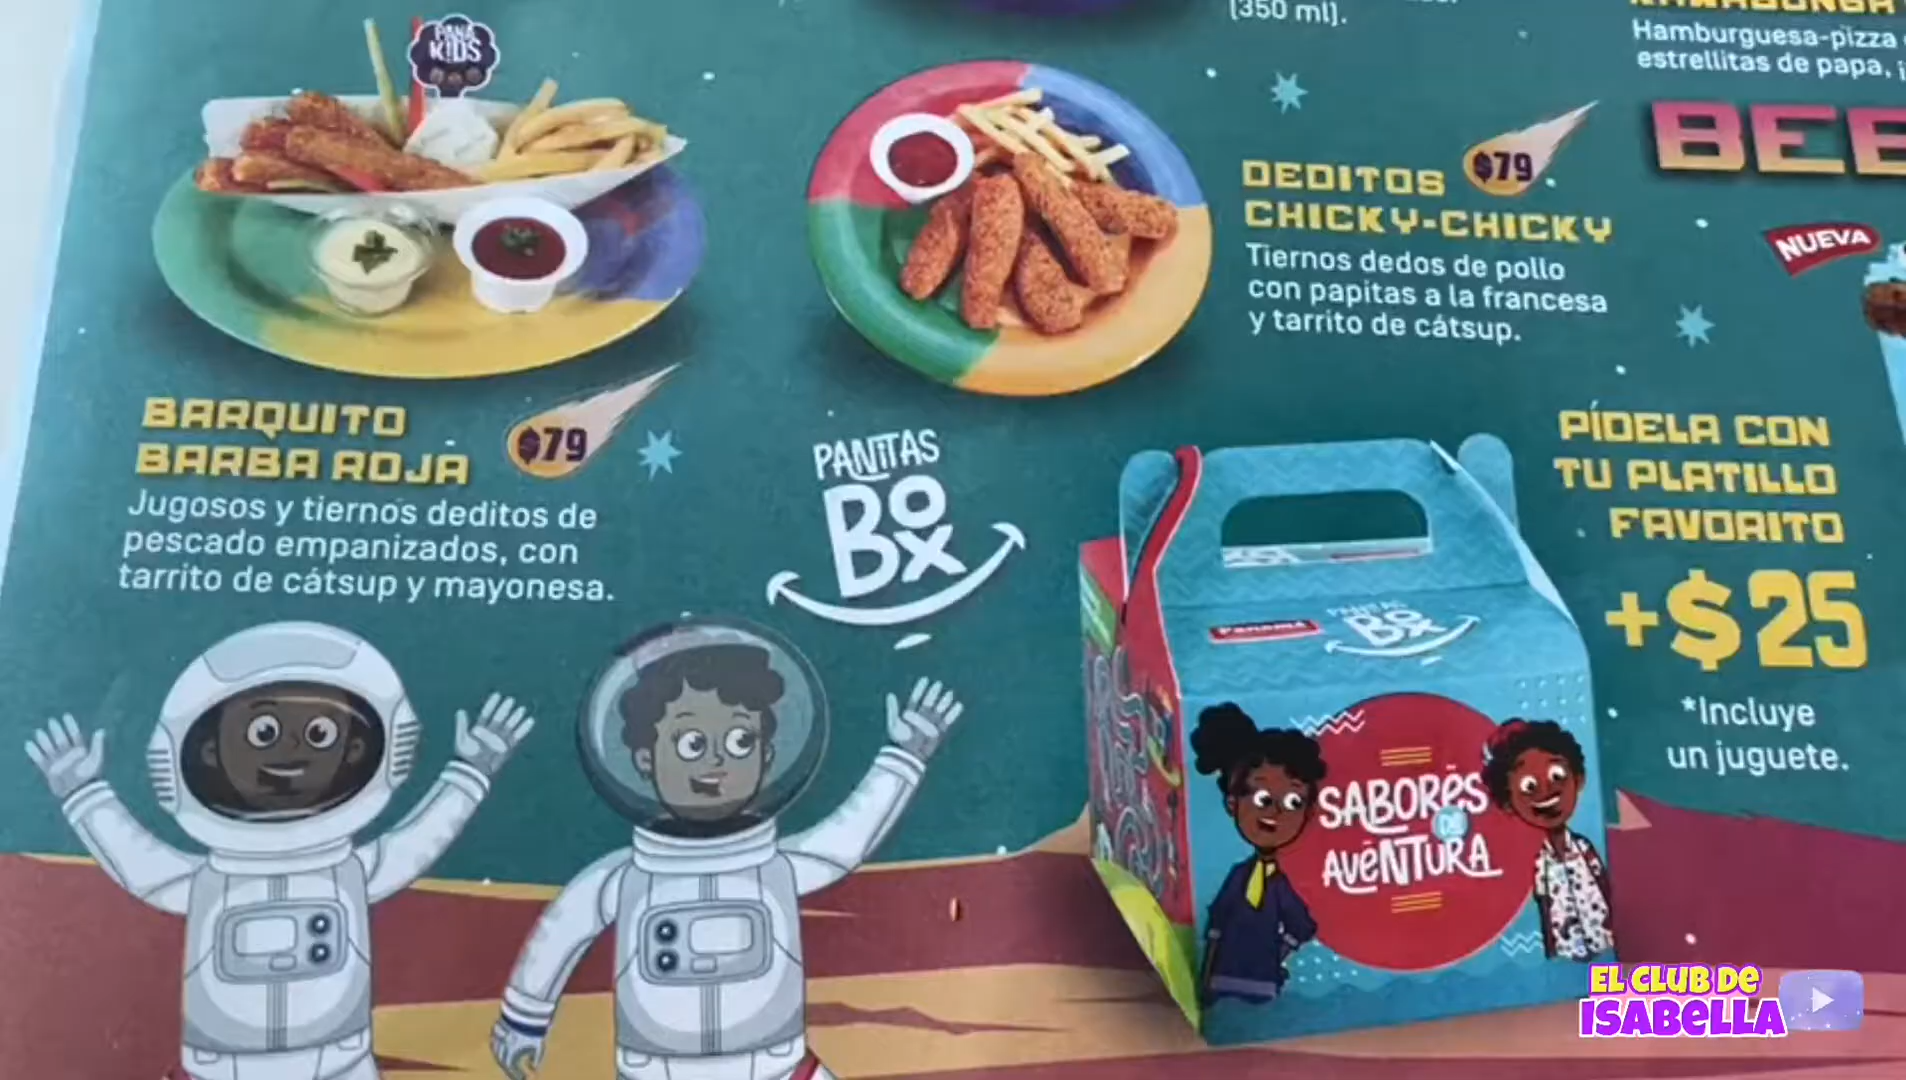 PANA
KIDS
(350 ml).
Hamburguesa-pizza
estrellitas de papa,
DEDITOS
$79
CHICKY-CHICKY
Tiernos dedos de pollo
con papitas a la francesa
y tarrito de cátsup.
NUEVA
BARQUITO
BARBA ROJA
$79
Jugosos y tiernos deditos de
pescado empanizados, con
tarrito de cátsup y mayonesa.
PANITAS
BOX
PÍDELA CON
TU PLATILLO
FAVORITO
+$25
*Incluye
un juguete.
Panamá
PANITAS
BOX
SABORES
DE
AVENTURA
EL CLUB DE
ISABELLA